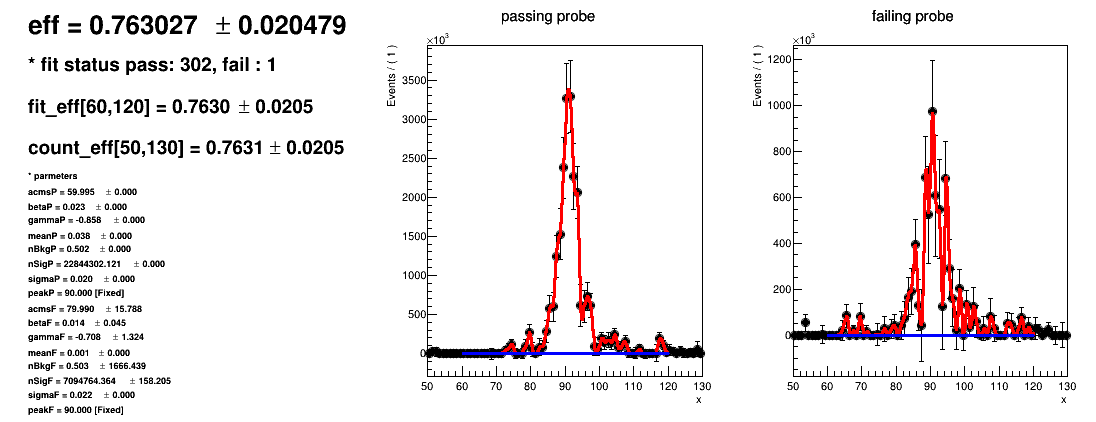 eff = 0.763027 ± 0.020479
* fit status pass: 302, fail : 1
fit_eff[60,120] = 0.7630 ± 0.0205
count_eff[50,130] = 0.7631 ± 0.0205
* parmeters
acmsP = 59.995 ± 0.000
betaP = 0.023 ± 0.000
gammaP = -0.858 ± 0.000
meanP = 0.038 ± 0.000
nBkgP = 0.502 ± 0.000
nSigP = 22844302.121 ± 0.000
sigmaP = 0.020 ± 0.000
peakP = 90.000 [Fixed]
acmsF = 79.990 ± 15.788
betaF = 0.014 ± 0.045
gammaF = -0.708 ± 1.324
meanF = 0.001 ± 0.000
nBkgF = 0.503 ± 1666.439
nSigF = 7094764.364 ± 158.205
sigmaF = 0.022 ± 0.000
peakF = 90.000 [Fixed]
passing probe
×10³
Events / ( 1 )
3500
3000
2500
2000
1500
1000
500
0
50 60 70 80 90 100 110 120 130
x
failing probe
×10³
Events / ( 1 )
1200
1000
800
600
400
200
0
50 60 70 80 90 100 110 120 130
x